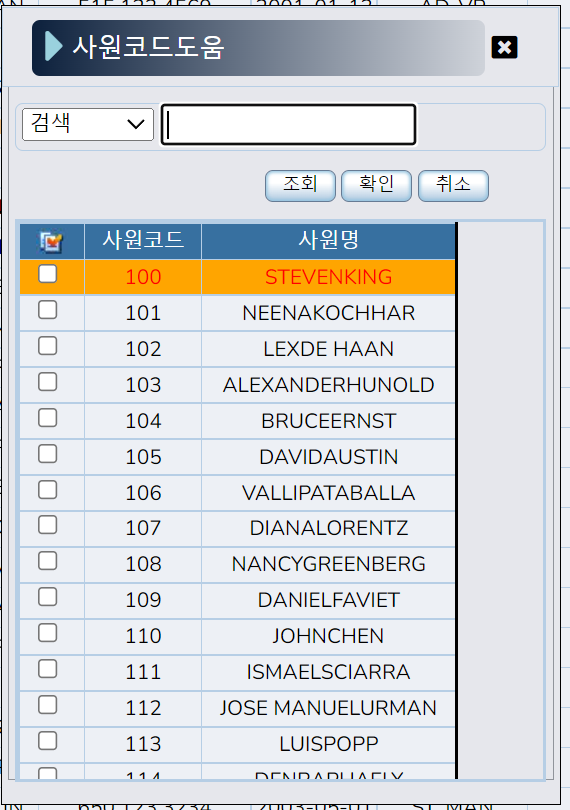 사원코드도움
검색
조회 확인 취소
사원코드 사원명
100 STEVENKING
101 NEENAKOCHHAR
102 LEXDE HAAN
103 ALEXANDERHUNOLD
104 BRUCEERNST
105 DAVIDAUSTIN
106 VALLIPATABALLA
107 DIANALORENTZ
108 NANCYGREENBERG
109 DANIELFAVIET
110 JOHNCHEN
111 ISMAELSCIARRA
112 JOSE MANUELURMAN
113 LUISPOPP
114 DENRAPHAELY